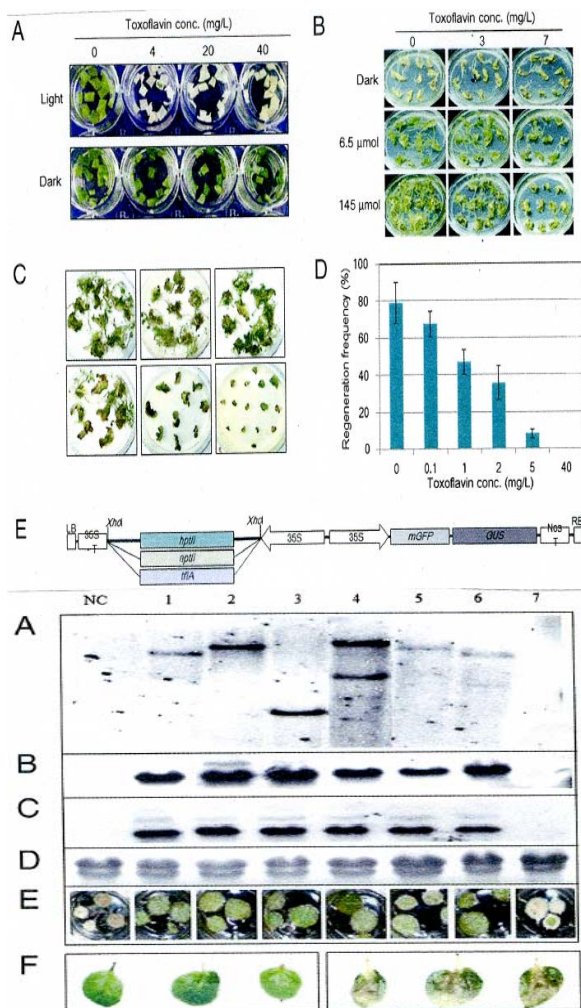 A
Toxoflavin conc. (mg/L)
0 4 20 40
Light
Dark
B
Toxoflavin conc. (mg/L)
0 3 7
Dark
6.5 μmol
145 μmol
C
D
Regeneration frequency (%)
100
80
60
40
20
0
0 0.1 1 2 5 40
Toxoflavin conc. (mg/L)
E
LB 35S T XhoI hptII XhoI 35S 35S mGFP GUS Nos T RB
nptII
tflA
NC 1 2 3 4 5 6 7
A
B
C
D
E
F